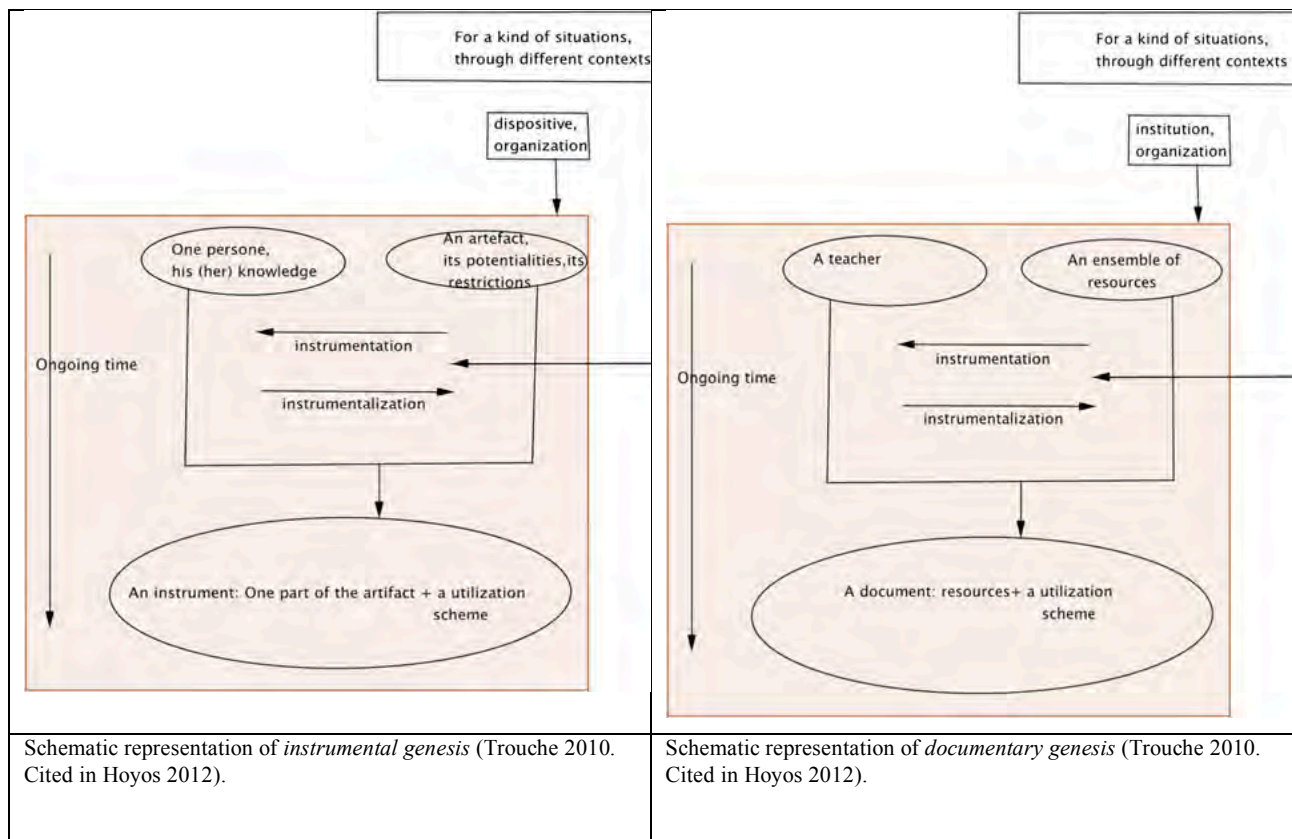 For a kind of situations,
through different contexts
dispositive,
organization
One persone,
his (her) knowledge
An artefact,
its potentialities,its
restrictions
instrumentation
Ongoing time
instrumentalization
An instrument: One part of the artifact + a utilization
scheme
Schematic representation of instrumental genesis (Trouche 2010.
Cited in Hoyos 2012).
For a kind of situations,
through different contexts
institution,
organization
A teacher
An ensemble of
resources
instrumentation
Ongoing time
instrumentalization
A document: resources+ a utilization
scheme
Schematic representation of documentary genesis (Trouche 2010.
Cited in Hoyos 2012).